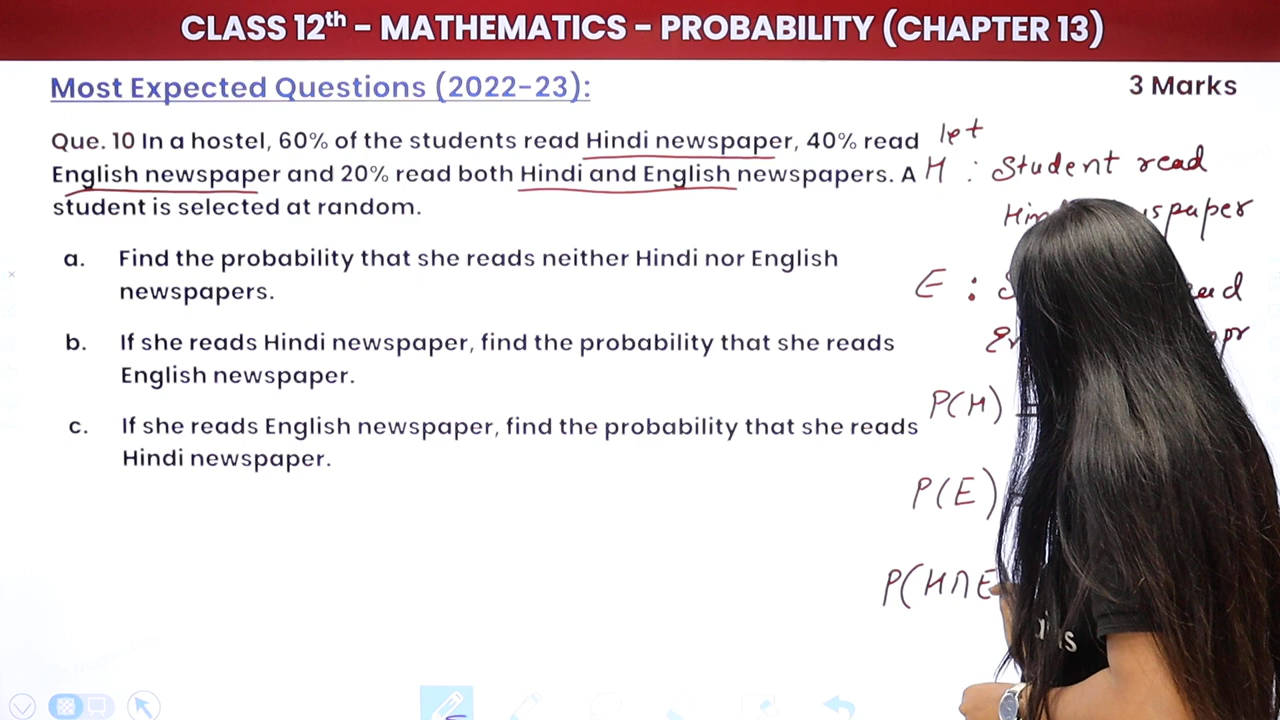 CLASS 12th - MATHEMATICS - PROBABILITY (CHAPTER 13)
Most Expected Questions (2022-23):
3 Marks
Que. 10 In a hostel, 60% of the students read Hindi newspaper, 40% read
English newspaper and 20% read both Hindi and English newspapers. A
student is selected at random.
a. Find the probability that she reads neither Hindi nor English
newspapers.
b. If she reads Hindi newspaper, find the probability that she reads
English newspaper.
c. If she reads English newspaper, find the probability that she reads
Hindi newspaper.
let
H : Student read
E :
P(H)
P(E)
P(H∩E